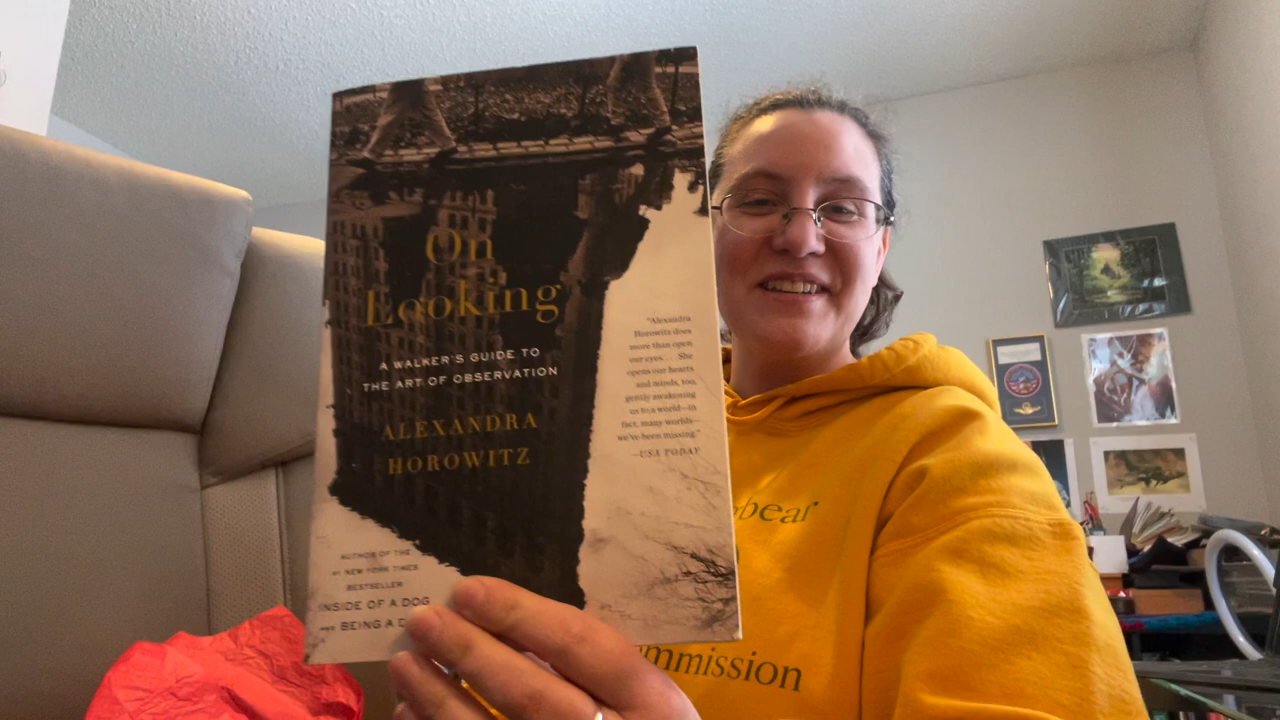 On
Looking
A WALKER'S GUIDE TO
THE ART OF OBSERVATION
ALEXANDRA
HOROWITZ
"Alexandra
Horowitz does
more than open
our eyes. . . . She
opens our hearts
and minds, too,
gently awakening
us to a world—in
fact, many worlds—
we've been missing."
—USA TODAY
AUTHOR OF THE
#1 NEW YORK TIMES
BESTSELLER
INSIDE OF A DOG
AND BEING A D
bear
mmission